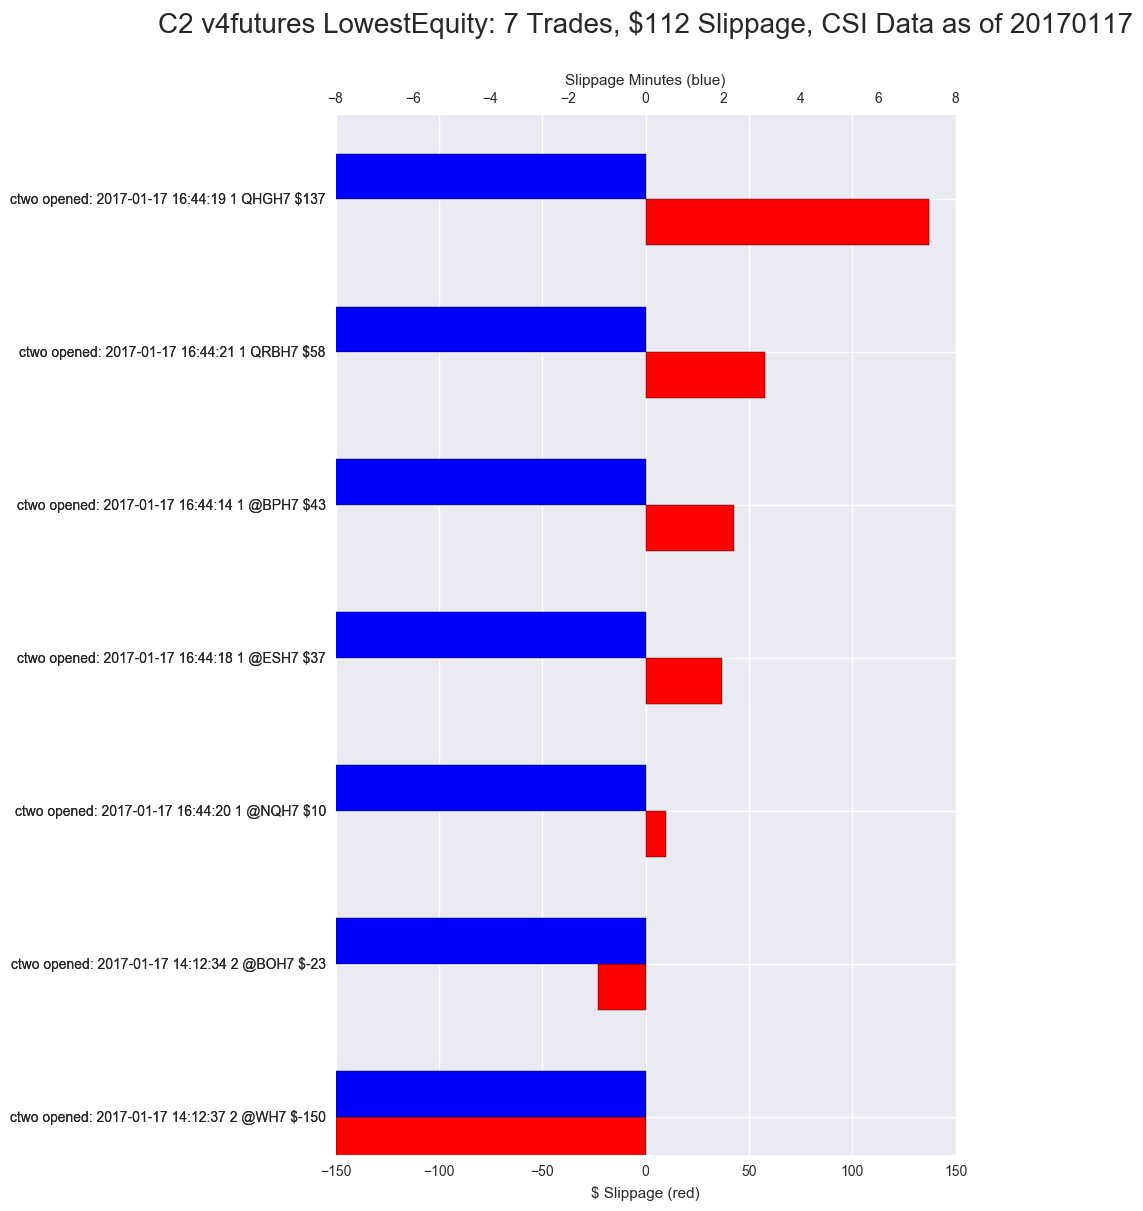 C2 v4futures LowestEquity: 7 Trades, $112 Slippage, CSI Data as of 20170117
Slippage Minutes (blue)
−8 −6 −4 −2 0 2 4 6 8
ctwo opened: 2017-01-17 16:44:19 1 QHGH7 $137
ctwo opened: 2017-01-17 16:44:21 1 QRBH7 $58
ctwo opened: 2017-01-17 16:44:14 1 @BPH7 $43
ctwo opened: 2017-01-17 16:44:18 1 @ESH7 $37
ctwo opened: 2017-01-17 16:44:20 1 @NQH7 $10
ctwo opened: 2017-01-17 14:12:34 2 @BOH7 $-23
ctwo opened: 2017-01-17 14:12:37 2 @WH7 $-150
−150 −100 −50 0 50 100 150
$ Slippage (red)